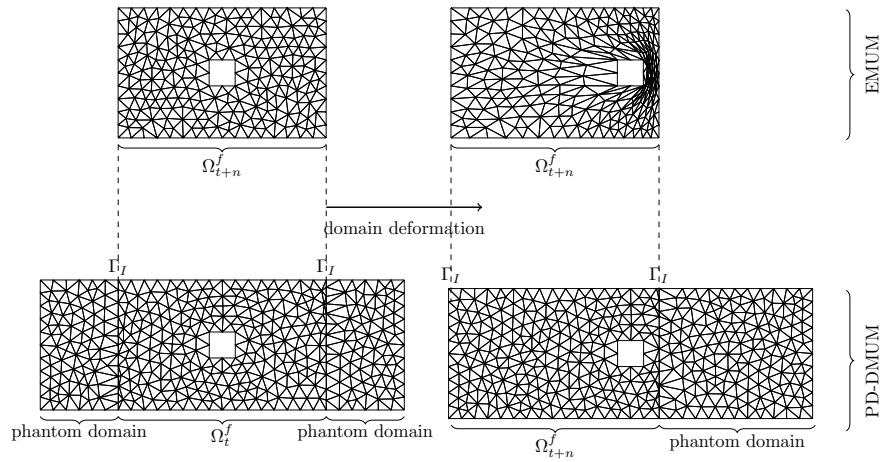 EMUM
Ω^f_{t+n}
Ω^f_{t+n}
domain deformation
Γ_I
Γ_I
Γ_I
Γ_I
PD-DMUM
phantom domain
Ω^f_t
phantom domain
Ω^f_{t+n}
phantom domain